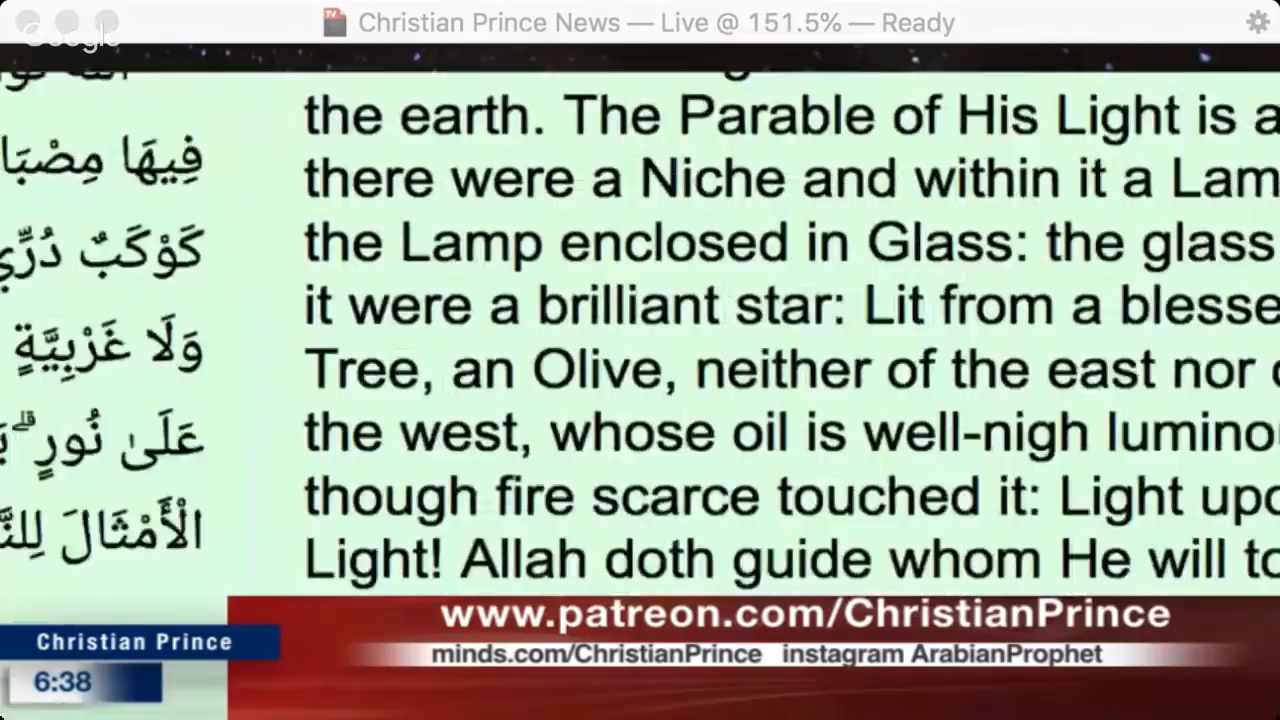 Christian Prince News — Live @ 151.5% — Ready
Google
the earth. The Parable of His Light is a
there were a Niche and within it a Lam
the Lamp enclosed in Glass: the glass
it were a brilliant star: Lit from a blesse
Tree, an Olive, neither of the east nor
the west, whose oil is well-nigh lumino
though fire scarce touched it: Light upo
Light! Allah doth guide whom He will to
فِيهَا مِصْبَا
كَوْكَبٌ دُرِّي
وَلَا غَرْبِيَّةٍ
عَلَىٰ نُورٍ ۗ
الْأَمْثَالَ لِلنَّ
www.patreon.com/ChristianPrince
Christian Prince
minds.com/ChristianPrince instagram ArabianProphet
6:38